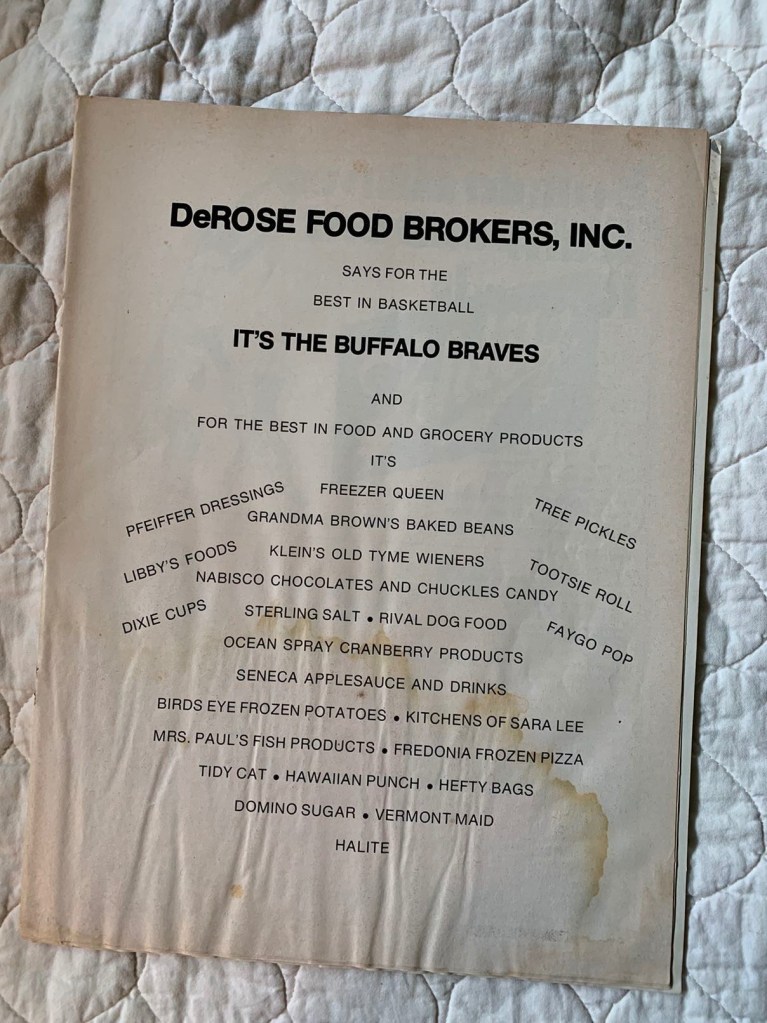 DeROSE FOOD BROKERS, INC.
SAYS FOR THE
BEST IN BASKETBALL
IT'S THE BUFFALO BRAVES
AND
FOR THE BEST IN FOOD AND GROCERY PRODUCTS
IT'S
FREEZER QUEEN
PFEIFFER DRESSINGS
TREE PICKLES
GRANDMA BROWN'S BAKED BEANS
LIBBY'S FOODS
KLEIN'S OLD TYME WIENERS
TOOTSIE ROLL
NABISCO CHOCOLATES AND CHUCKLES CANDY
DIXIE CUPS
STERLING SALT • RIVAL DOG FOOD
FAYGO POP
OCEAN SPRAY CRANBERRY PRODUCTS
SENECA APPLESAUCE AND DRINKS
BIRDS EYE FROZEN POTATOES • KITCHENS OF SARA LEE
MRS. PAUL'S FISH PRODUCTS • FREDONIA FROZEN PIZZA
TIDY CAT • HAWAIIAN PUNCH • HEFTY BAGS
DOMINO SUGAR • VERMONT MAID
HALITE